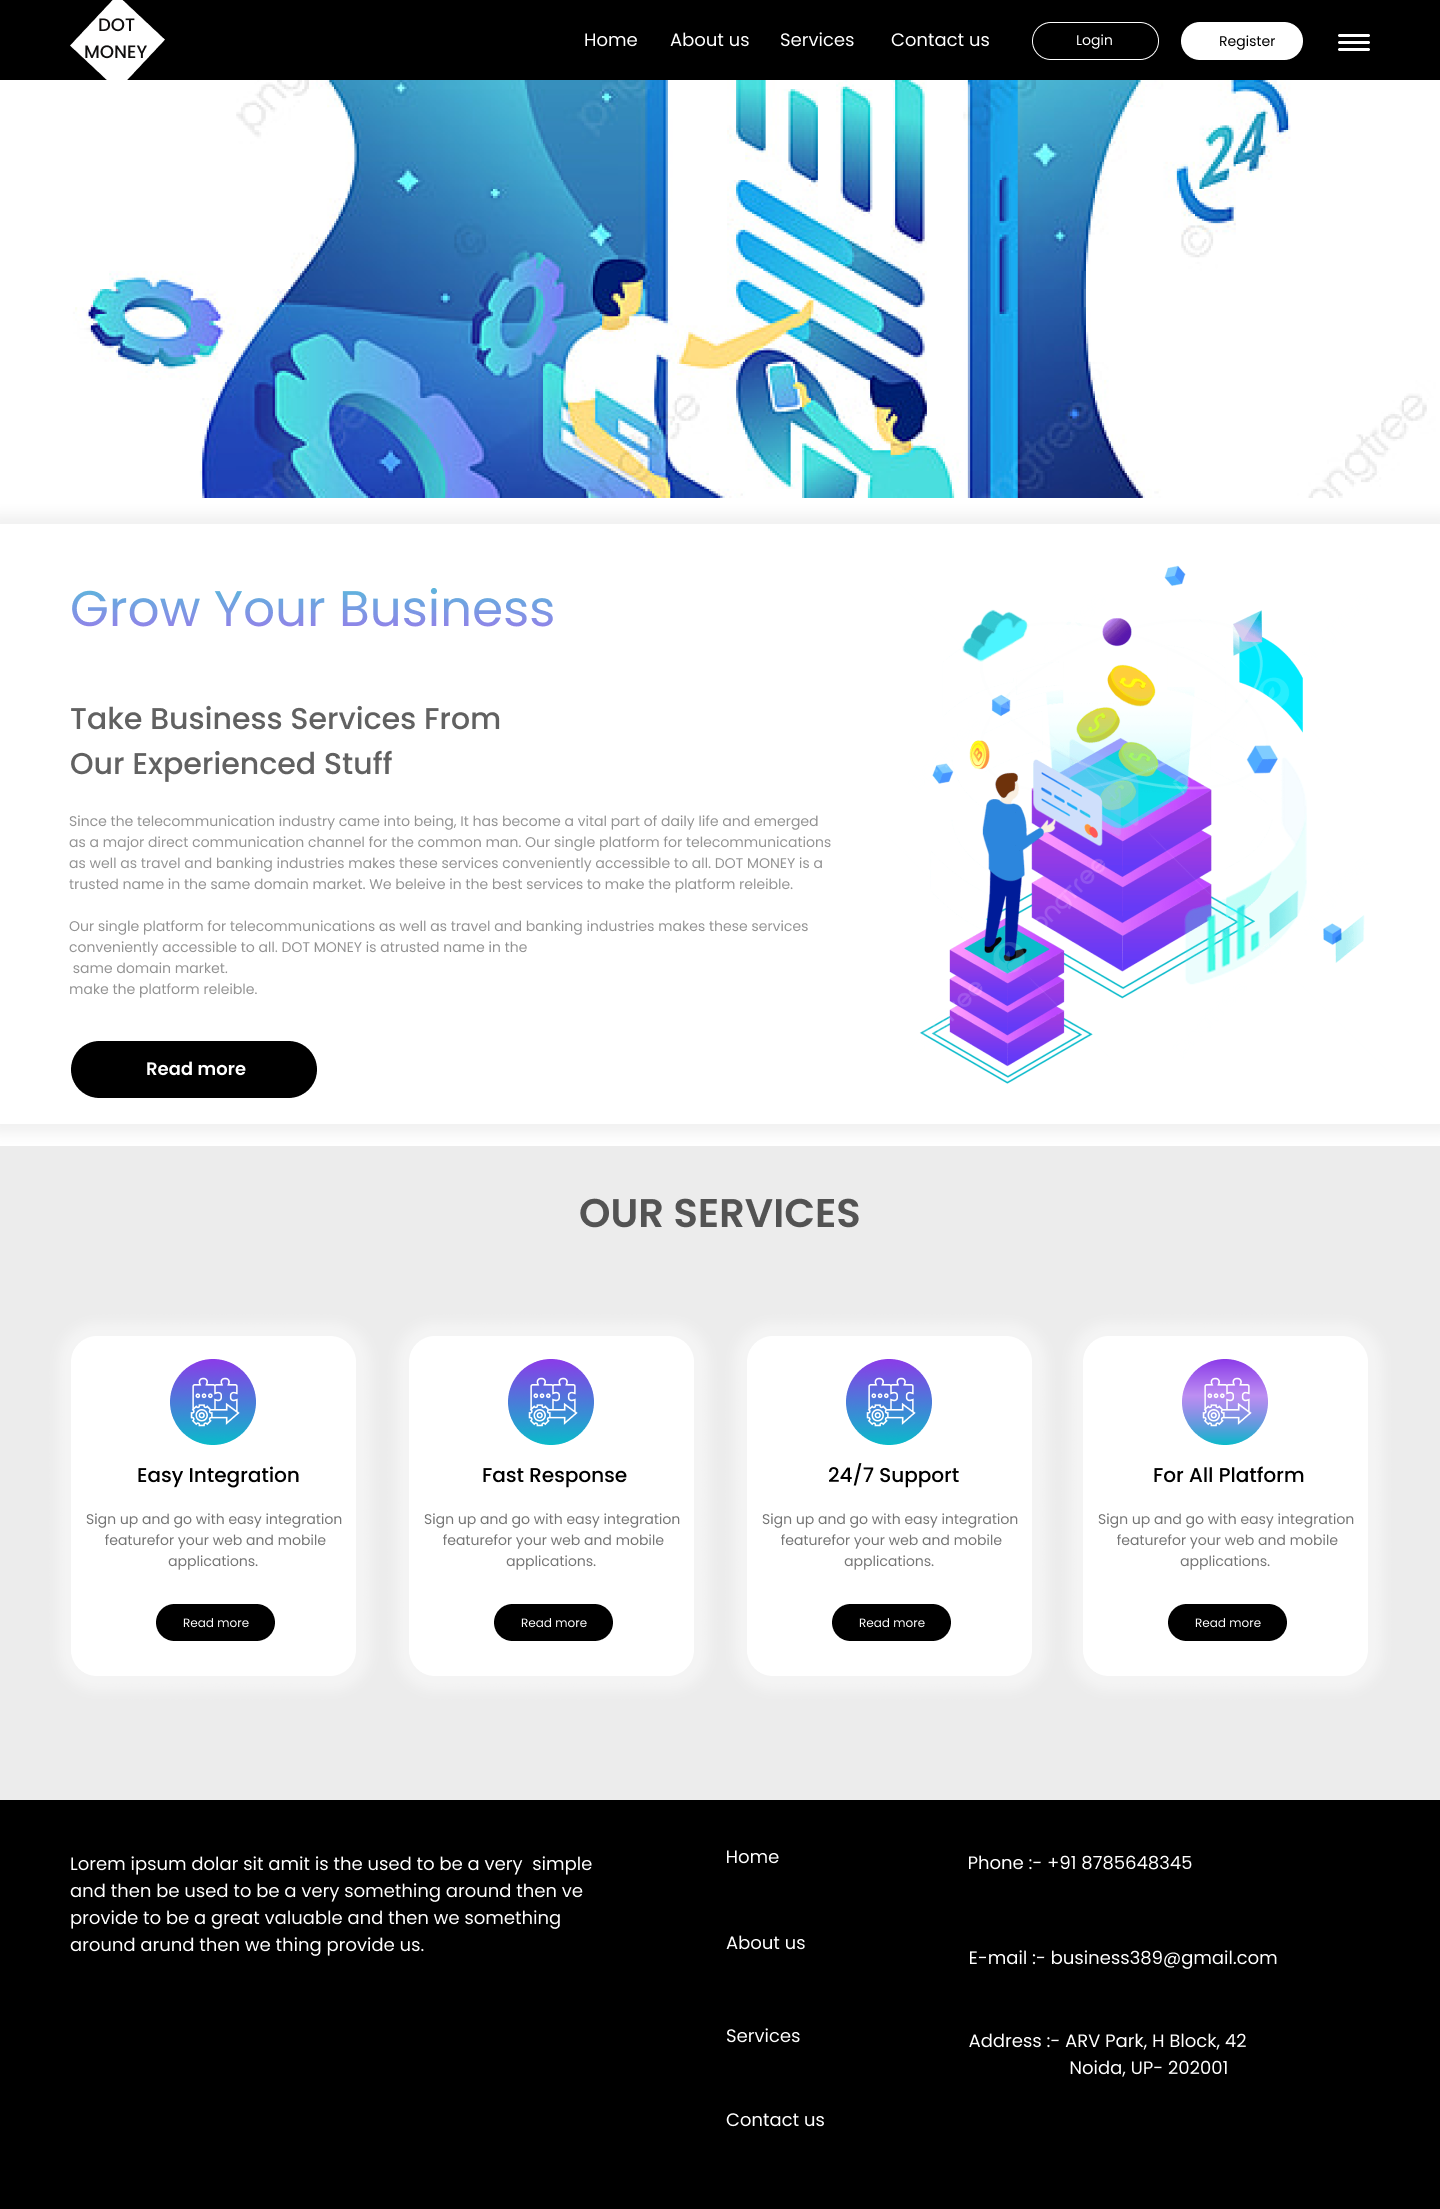 DOT
MONEY
Home About us Services Contact us Login Register
24
pngtree
Grow Your Business
Take Business Services From
Our Experienced Stuff
Since the telecommunication industry came into being, It has become a vital part of daily life and emerged
as a major direct communication channel for the common man. Our single platform for telecommunications
as well as travel and banking industries makes these services conveniently accessible to all. DOT MONEY is a
trusted name in the same domain market. We beleive in the best services to make the platform releible.
Our single platform for telecommunications as well as travel and banking industries makes these services
conveniently accessible to all. DOT MONEY is atrusted name in the
same domain market.
make the platform releible.
Read more
OUR SERVICES
Easy Integration
Sign up and go with easy integration
featurefor your web and mobile
applications.
Read more
Fast Response
Sign up and go with easy integration
featurefor your web and mobile
applications.
Read more
24/7 Support
Sign up and go with easy integration
featurefor your web and mobile
applications.
Read more
For All Platform
Sign up and go with easy integration
featurefor your web and mobile
applications.
Read more
Lorem ipsum dolar sit amit is the used to be a very simple
and then be used to be a very something around then ve
provide to be a great valuable and then we something
around arund then we thing provide us.
Home
About us
Services
Contact us
Phone :- +91 8785648345
E-mail :- business389@gmail.com
Address :- ARV Park, H Block, 42
Noida, UP- 202001